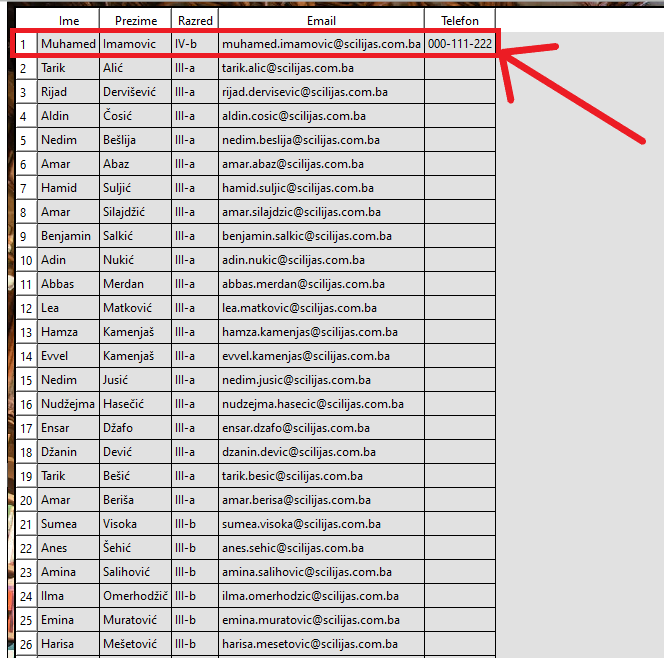 Ime Prezime Razred Email Telefon
1 Muhamed Imamovic IV-b muhamed.imamovic@scilijas.com.ba 000-111-222
2 Tarik Alić III-a tarik.alic@scilijas.com.ba
3 Rijad Dervišević III-a rijad.dervisevic@scilijas.com.ba
4 Aldin Čosić III-a aldin.cosic@scilijas.com.ba
5 Nedim Bešlija III-a nedim.beslija@scilijas.com.ba
6 Amar Abaz III-a amar.abaz@scilijas.com.ba
7 Hamid Suljić III-a hamid.suljic@scilijas.com.ba
8 Amar Silajdžić III-a amar.silajdzic@scilijas.com.ba
9 Benjamin Salkić III-a benjamin.salkic@scilijas.com.ba
10 Adin Nukić III-a adin.nukic@scilijas.com.ba
11 Abbas Merdan III-a abbas.merdan@scilijas.com.ba
12 Lea Matković III-a lea.matkovic@scilijas.com.ba
13 Hamza Kamenjaš III-a hamza.kamenjas@scilijas.com.ba
14 Evvel Kamenjaš III-a evvel.kamenjas@scilijas.com.ba
15 Nedim Jusić III-a nedim.jusic@scilijas.com.ba
16 Nudžejma Hasečić III-a nudzejma.hasecic@scilijas.com.ba
17 Ensar Džafo III-a ensar.dzafo@scilijas.com.ba
18 Džanin Dević III-a dzanin.devic@scilijas.com.ba
19 Tarik Bešić III-a tarik.besic@scilijas.com.ba
20 Amar Beriša III-a amar.berisa@scilijas.com.ba
21 Sumea Visoka III-b sumea.visoka@scilijas.com.ba
22 Anes Šehić III-b anes.sehic@scilijas.com.ba
23 Amina Salihović III-b amina.salihovic@scilijas.com.ba
24 Ilma Omerhodžić III-b ilma.omerhodzic@scilijas.com.ba
25 Emina Muratović III-b emina.muratovic@scilijas.com.ba
26 Harisa Mešetović III-b harisa.mesetovic@scilijas.com.ba